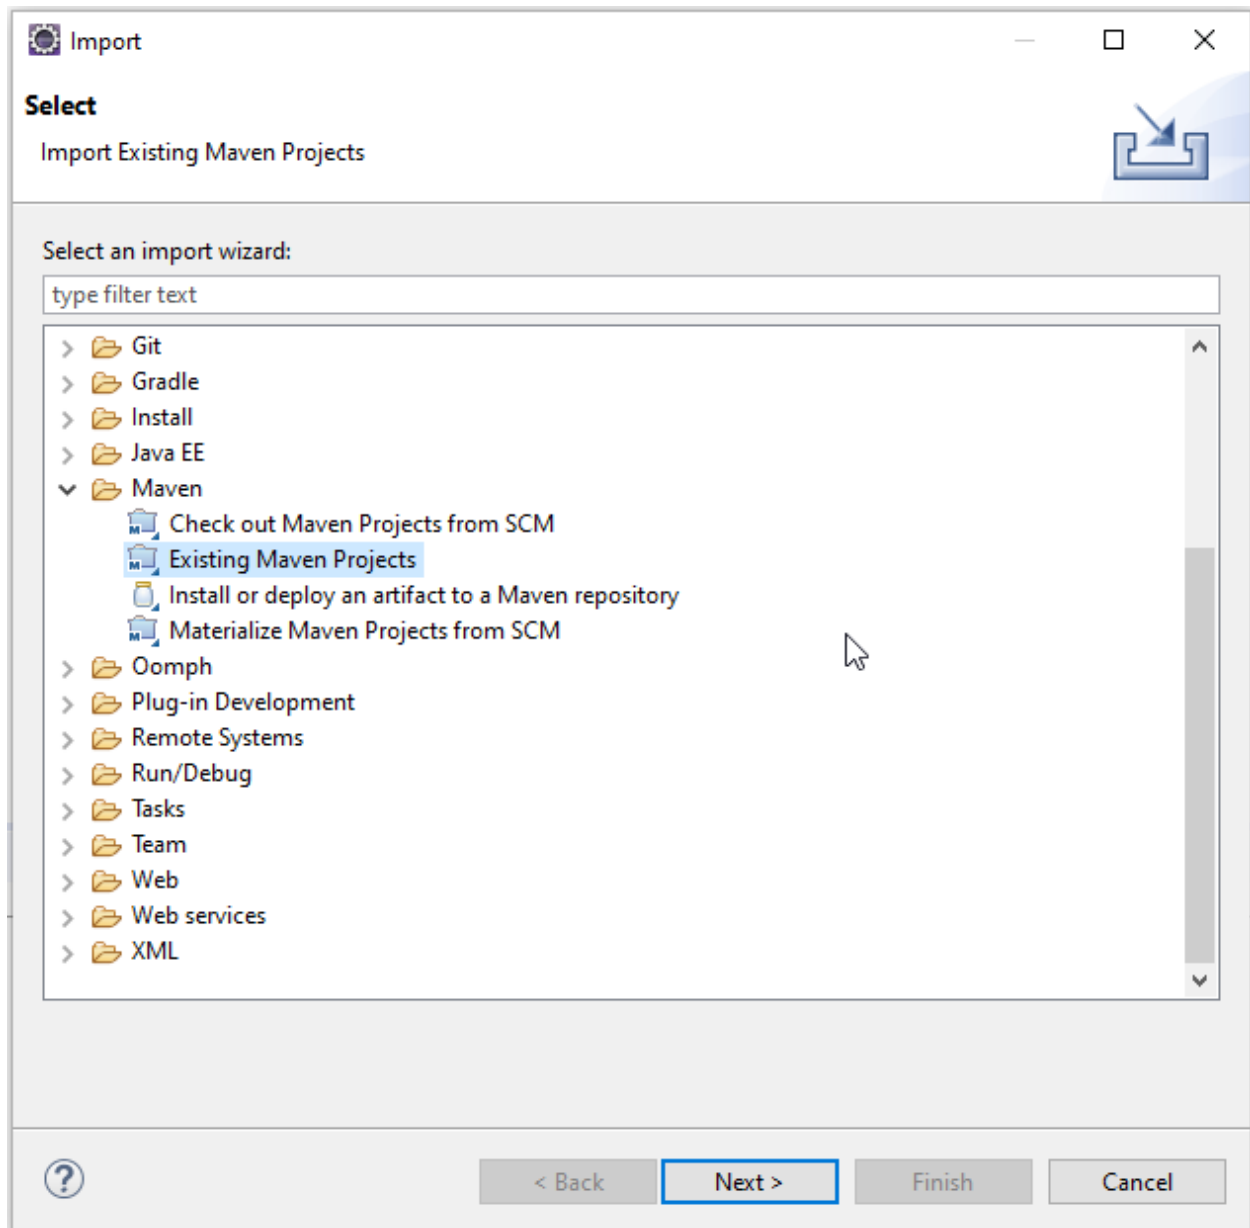 Import
Select
Import Existing Maven Projects
Select an import wizard:
type filter text
Git
Gradle
Install
Java EE
Maven
Check out Maven Projects from SCM
Existing Maven Projects
Install or deploy an artifact to a Maven repository
Materialize Maven Projects from SCM
Oomph
Plug-in Development
Remote Systems
Run/Debug
Tasks
Team
Web
Web services
XML
? < Back Next > Finish Cancel